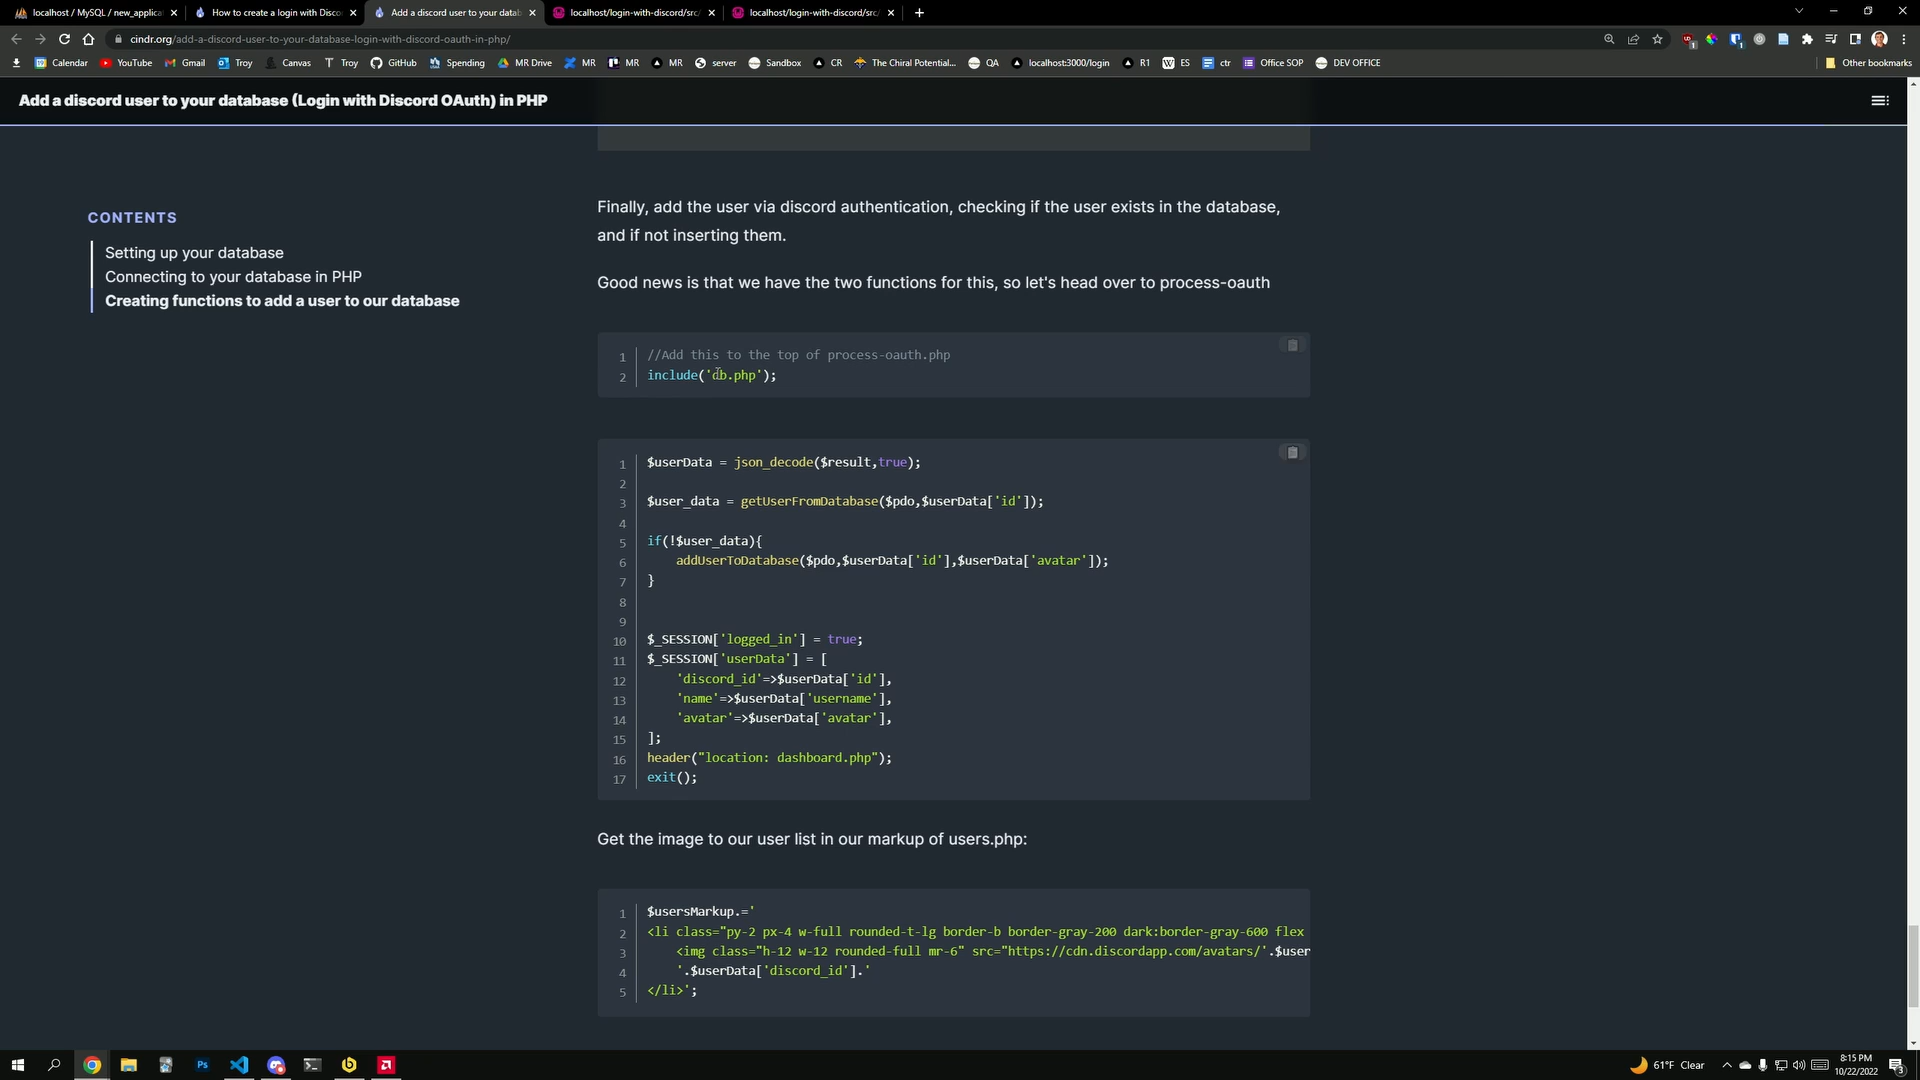 localhost / MySQL / new_applica
How to create a login with Disco
Add a discord user to your datab
localhost/login-with-discord/src/
localhost/login-with-discord/src/
cindr.org/add-a-discord-user-to-your-database-login-with-discord-oauth-in-php/
Calendar YouTube Gmail Troy Canvas Troy GitHub Spending MR Drive MR MR MR server Sandbox CR The Chiral Potential... QA localhost:3000/login R1 ES ctr Office SOP DEV OFFICE Other bookmarks
Add a discord user to your database (Login with Discord OAuth) in PHP
CONTENTS
Setting up your database
Connecting to your database in PHP
Creating functions to add a user to our database
Finally, add the user via discord authentication, checking if the user exists in the database,
and if not inserting them.
Good news is that we have the two functions for this, so let's head over to process-oauth
1 //Add this to the top of process-oauth.php
2 include('db.php');
1 $userData = json_decode($result,true);
2
3 $user_data = getUserFromDatabase($pdo,$userData['id']);
4
5 if(!$user_data){
6 addUserToDatabase($pdo,$userData['id'],$userData['avatar']);
7 }
8
9
10 $_SESSION['logged_in'] = true;
11 $_SESSION['userData'] = [
12 'discord_id'=>$userData['id'],
13 'name'=>$userData['username'],
14 'avatar'=>$userData['avatar'],
15 ];
16 header("location: dashboard.php");
17 exit();
Get the image to our user list in our markup of users.php:
1 $usersMarkup.='
2 <li class="py-2 px-4 w-full rounded-t-lg border-b border-gray-200 dark:border-gray-600 flex
3 <img class="h-12 w-12 rounded-full mr-6" src="https://cdn.discordapp.com/avatars/'.$user
4 '.$userData['discord_id'].'
5 </li>';
61°F Clear
8:15 PM
10/22/2022